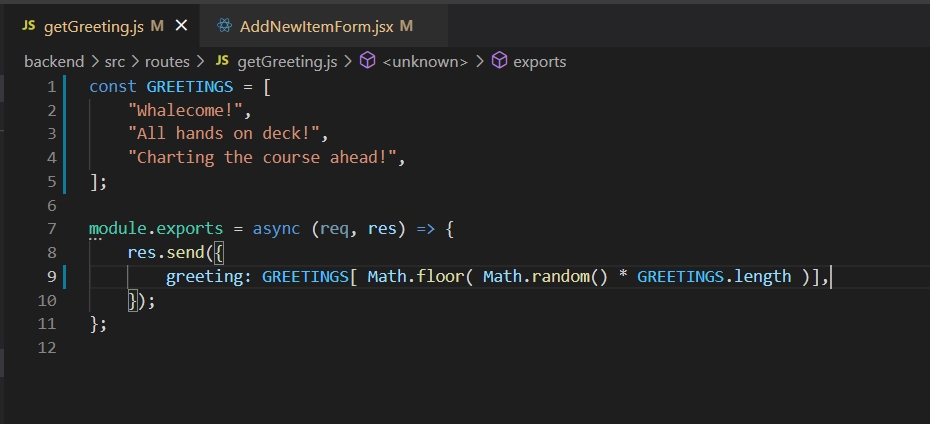 JS getGreeting.js M × AddNewItemForm.jsx M
backend > src > routes > JS getGreeting.js > <unknown> > exports
1 const GREETINGS = [
2     "Whalecome!",
3     "All hands on deck!",
4     "Charting the course ahead!",
5 ];
6
7 module.exports = async (req, res) => {
8     res.send({
9         greeting: GREETINGS[ Math.floor( Math.random() * GREETINGS.length )],
10     });
11 };
12